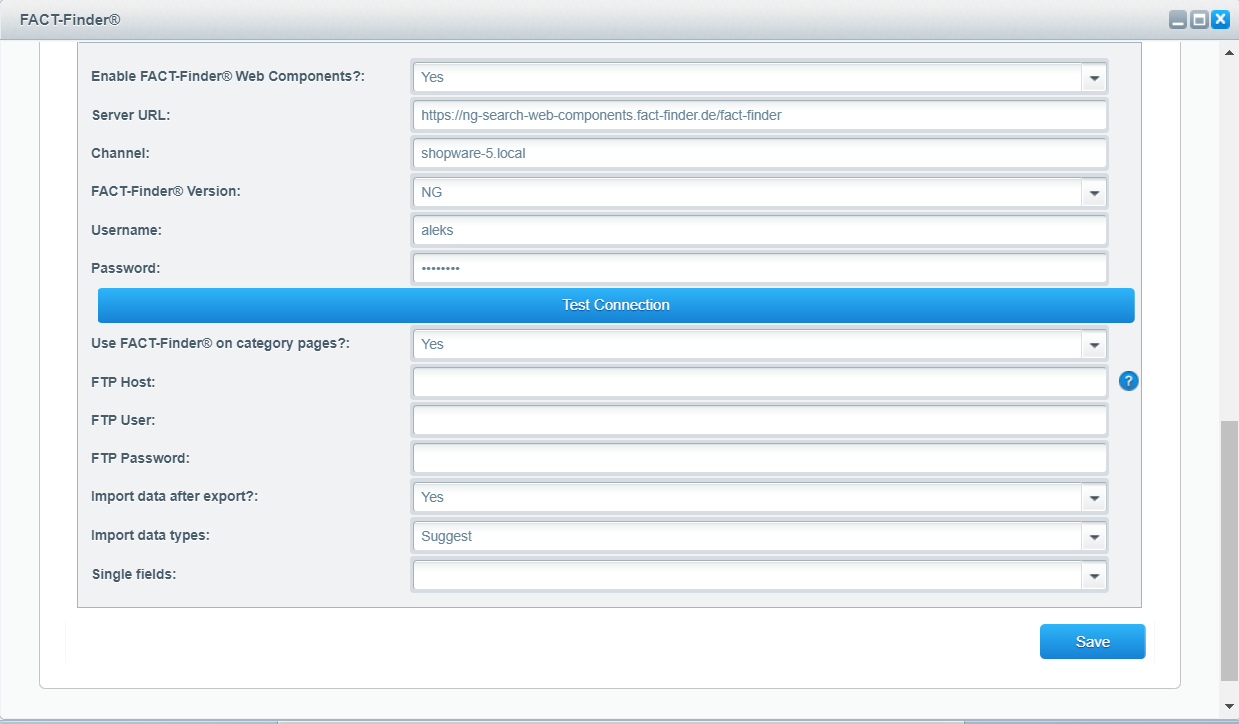 FACT-Finder®
Enable FACT-Finder® Web Components?: Yes
Server URL: https://ng-search-web-components.fact-finder.de/fact-finder
Channel: shopware-5.local
FACT-Finder® Version: NG
Username: aleks
Password: ••••••••
Test Connection
Use FACT-Finder® on category pages?: Yes
FTP Host: ?
FTP User:
FTP Password:
Import data after export?: Yes
Import data types: Suggest
Single fields:
Save